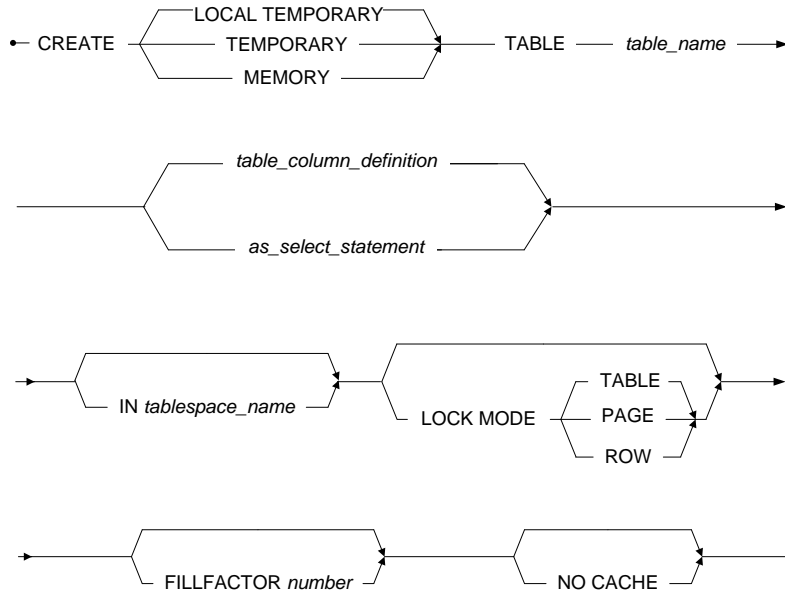 LOCAL TEMPORARY
CREATE TEMPORARY TABLE table_name
MEMORY
table_column_definition
as_select_statement
IN tablespace_name
LOCK MODE
TABLE
PAGE
ROW
FILLFACTOR number
NO CACHE